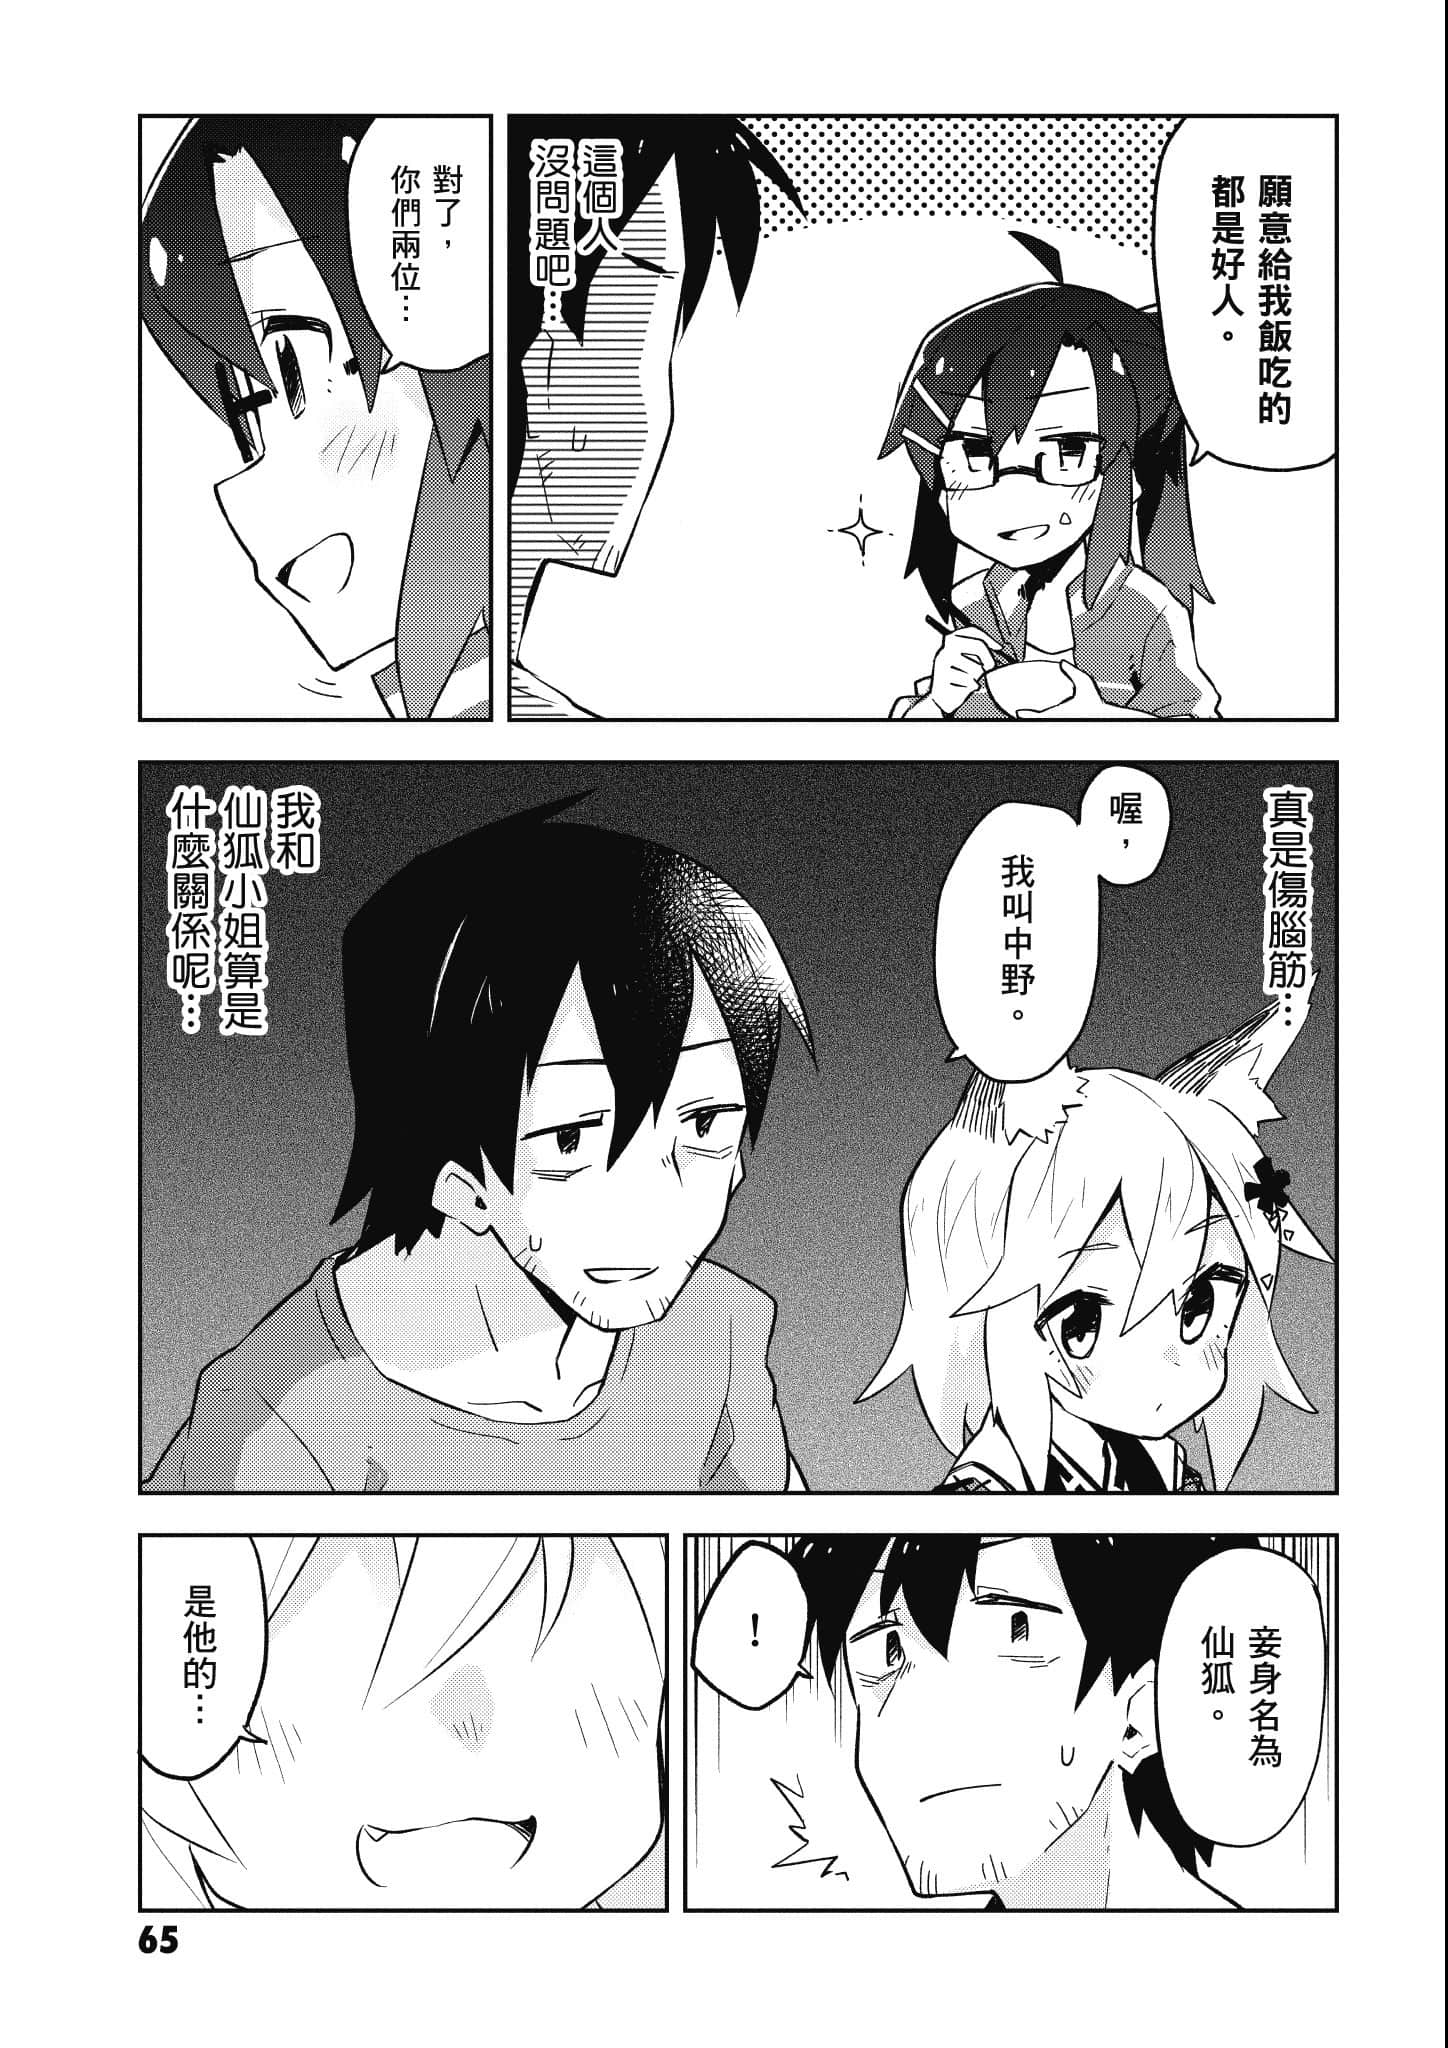 願意給我飯吃的
都是好人。
這個人
沒問題吧…
對了，
你們兩位…
真是傷腦筋…
喔，
我叫中野。
我和
仙狐小姐算是
什麼關係呢…
妾身名為
仙狐。
！
是他的…
65